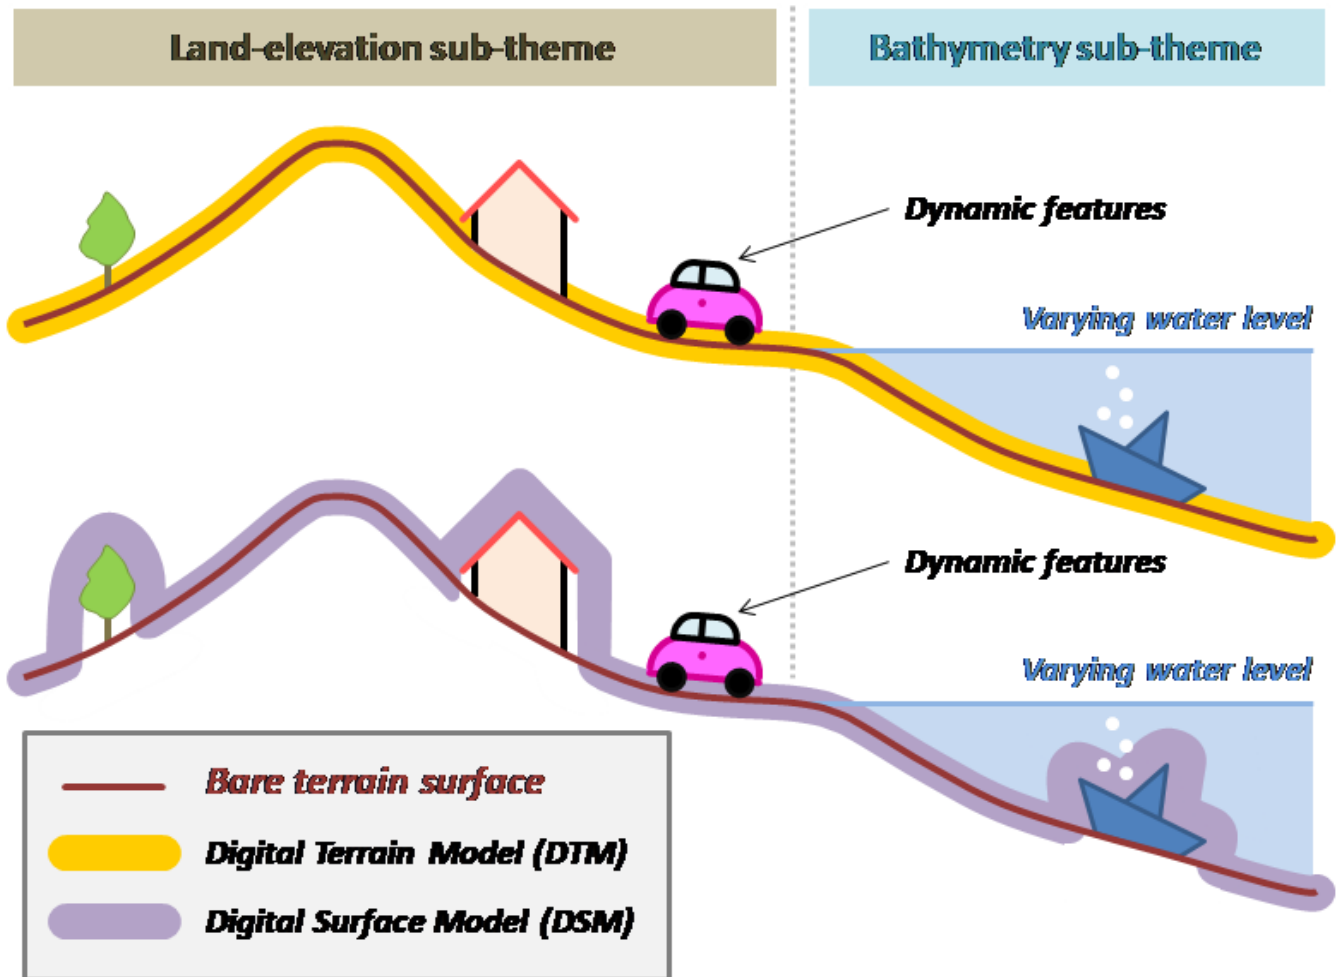 Land-elevation sub-theme
Bathymetry sub-theme
Dynamic features
Varying water level
Dynamic features
Varying water level
Bare terrain surface
Digital Terrain Model (DTM)
Digital Surface Model (DSM)